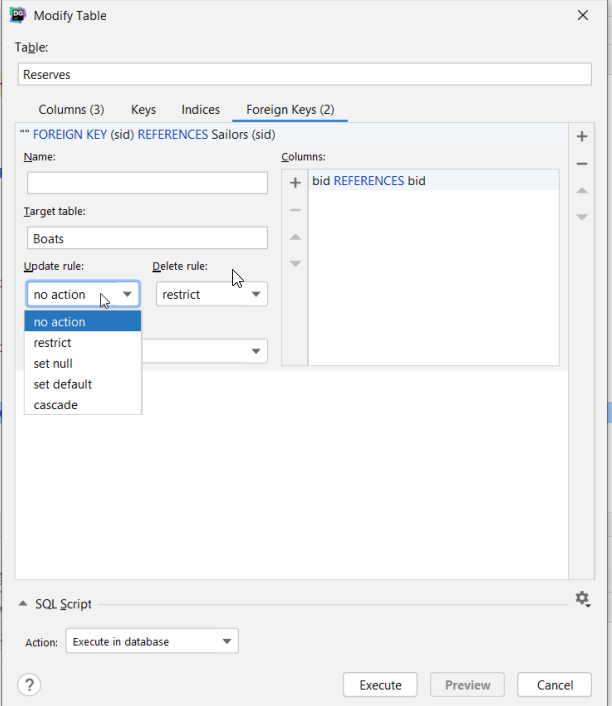 DG
Modify Table
Table:
Reserves
Columns (3) Keys Indices Foreign Keys (2)
"" FOREIGN KEY (sid) REFERENCES Sailors (sid)
Name:
Columns:
bid REFERENCES bid
Target table:
Boats
Update rule: Delete rule:
no action restrict
no action
restrict
set null
set default
cascade
SQL Script
Action: Execute in database
? Execute Preview Cancel